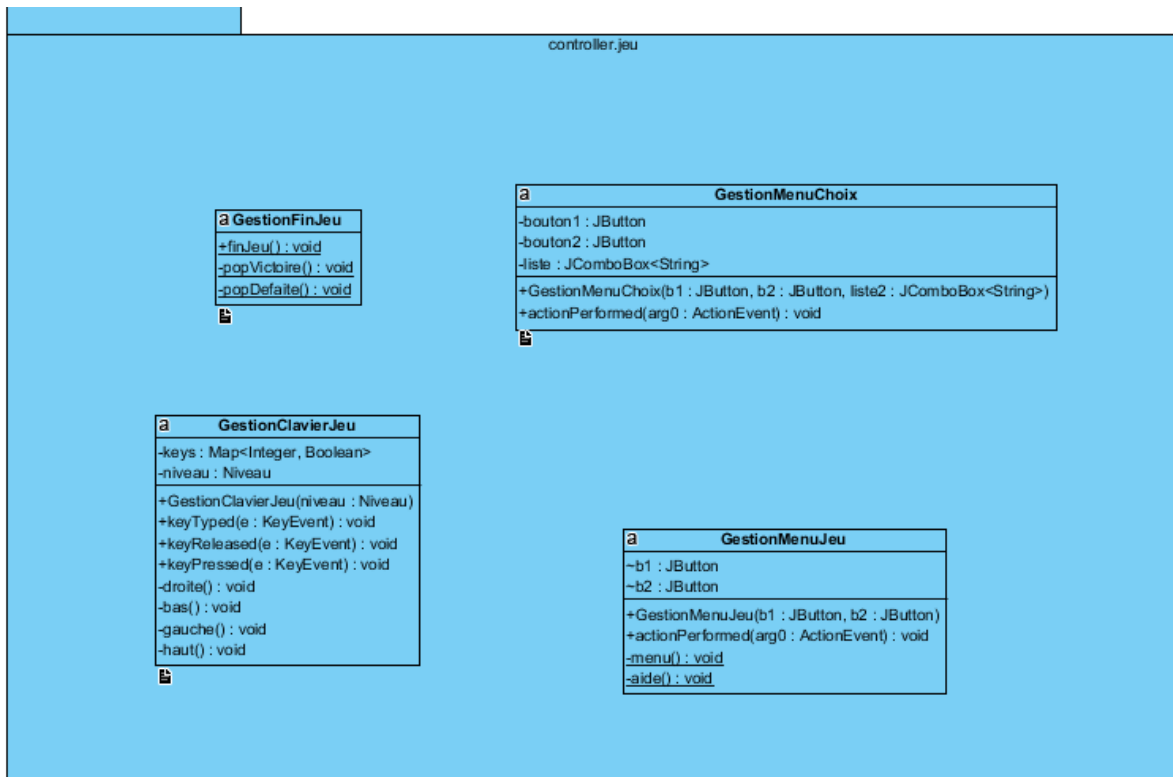 controller.jeu
a GestionFinJeu
+finJeu() : void
-popVictoire() : void
-popDefaite() : void
a GestionMenuChoix
-bouton1 : JButton
-bouton2 : JButton
-liste : JComboBox<String>
+GestionMenuChoix(b1 : JButton, b2 : JButton, liste2 : JComboBox<String>)
+actionPerformed(arg0 : ActionEvent) : void
a GestionClavierJeu
-keys : Map<Integer, Boolean>
-niveau : Niveau
+GestionClavierJeu(niveau : Niveau)
+keyTyped(e : KeyEvent) : void
+keyReleased(e : KeyEvent) : void
+keyPressed(e : KeyEvent) : void
-droite() : void
-bas() : void
-gauche() : void
-haut() : void
a GestionMenuJeu
~b1 : JButton
~b2 : JButton
+GestionMenuJeu(b1 : JButton, b2 : JButton)
+actionPerformed(arg0 : ActionEvent) : void
-menu() : void
-aide() : void